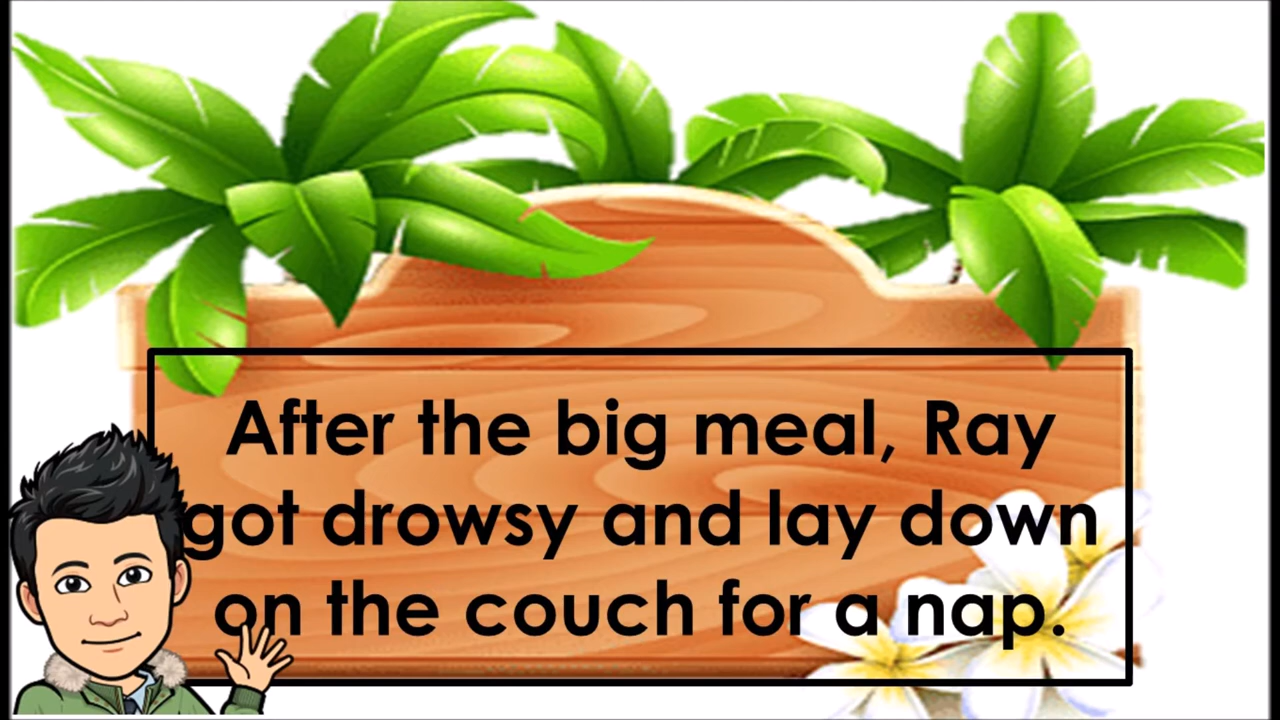 After the big meal, Ray
got drowsy and lay down
on the couch for a nap.